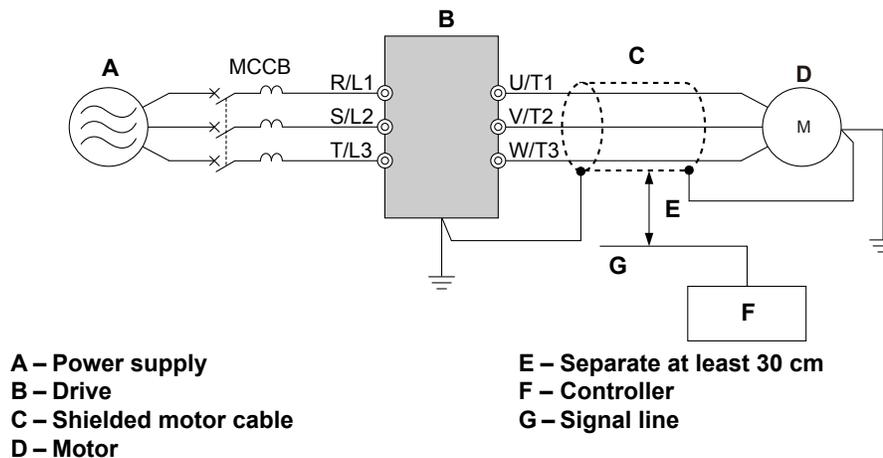 B
A
MCCB
C
D
R/L1
S/L2
T/L3
U/T1
V/T2
W/T3
M
E
G
F
A – Power supply
B – Drive
C – Shielded motor cable
D – Motor
E – Separate at least 30 cm
F – Controller
G – Signal line